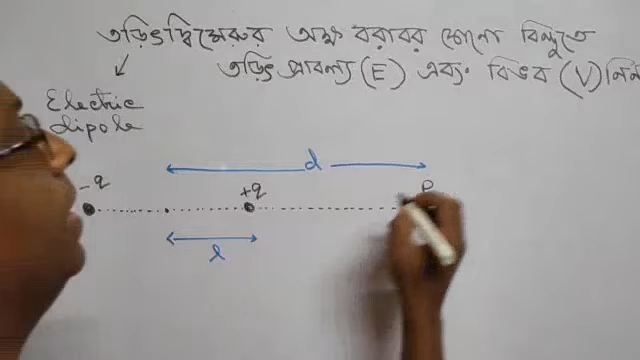 তড়িৎদ্বিমেরুর অক্ষ বরাবর কোনো বিন্দুতে
তড়িৎ প্রাবল্য (E) এবং বিভব (V)
Electric
dipole
d
-q
+q
P
l